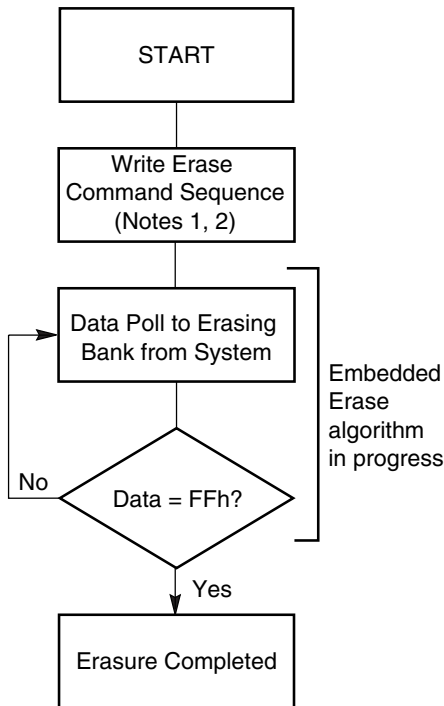 START
Write Erase
Command Sequence
(Notes 1, 2)
Data Poll to Erasing
Bank from System
Embedded
Erase
algorithm
in progress
No
Data = FFh?
Yes
Erasure Completed